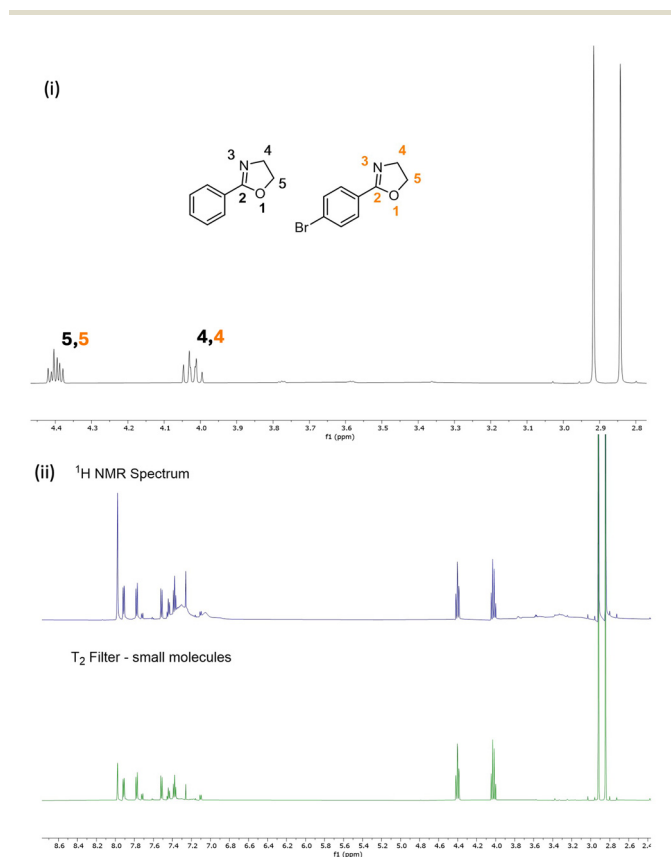 (i)
3
4
N
5
2
O
1
3
4
N
5
2
O
1
Br
5,5
4,4
4.4 4.3 4.2 4.1 4.0 3.9 3.8 3.7 3.6 3.5 3.4 3.3 3.2 3.1 3.0 2.9 2.8
f1 (ppm)
(ii)
¹H NMR Spectrum
T₂ Filter - small molecules
8.6 8.4 8.2 8.0 7.8 7.6 7.4 7.2 7.0 6.8 6.6 6.4 6.2 6.0 5.8 5.6 5.4 5.2 5.0 4.8 4.6 4.4 4.2 4.0 3.8 3.6 3.4 3.2 3.0 2.8 2.6 2.4
f1 (ppm)